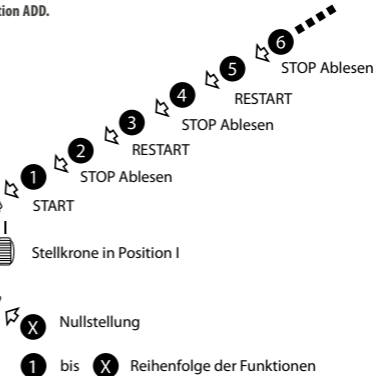 tion ADD.
6
STOP Ablesen
5
RESTART
4
STOP Ablesen
3
RESTART
2
STOP Ablesen
1
START
I
Stellkrone in Position I
X Nullstellung
1 bis X Reihenfolge der Funktionen